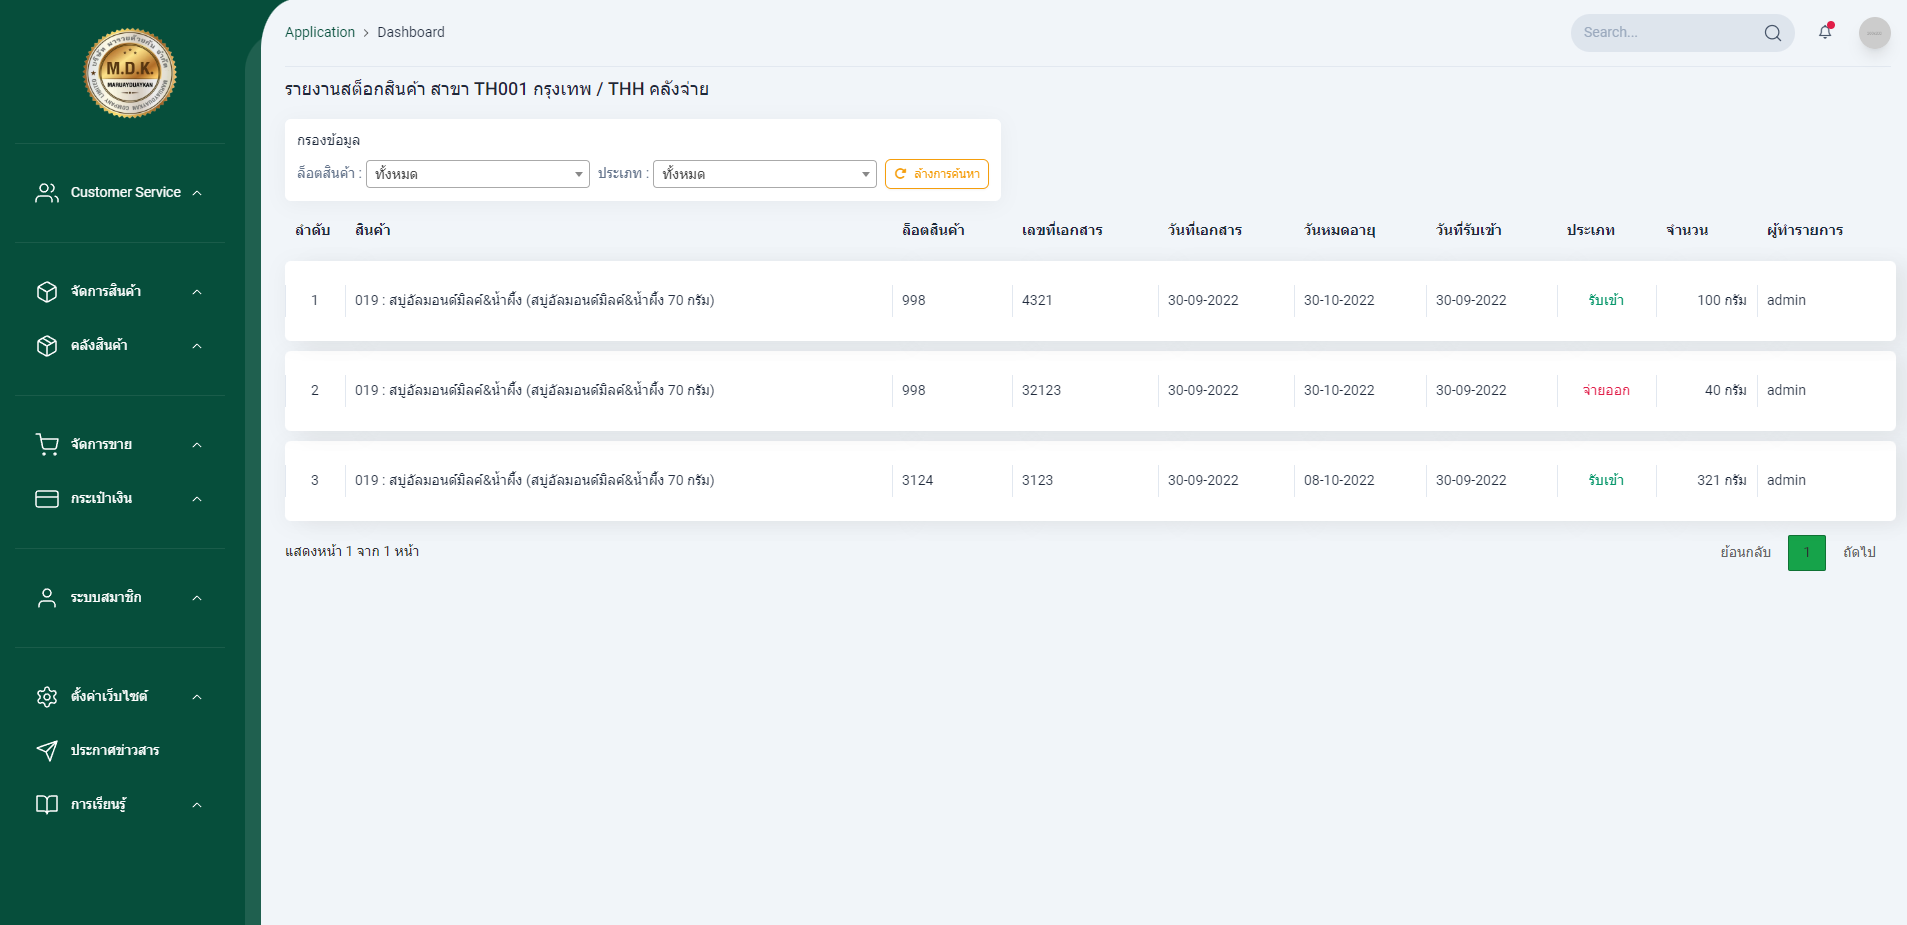 M.D.K.
MARUAYDUAYKAN
Customer Service
จัดการสินค้า
คลังสินค้า
จัดการขาย
กระเป๋าเงิน
ระบบสมาชิก
ตั้งค่าเว็บไซต์
ประกาศข่าวสาร
การเรียนรู้
Application > Dashboard
Search...
รายงานสต็อกสินค้า สาขา TH001 กรุงเทพ / THH คลังจ่าย
กรองข้อมูล
ล็อตสินค้า : ทั้งหมด ประเภท : ทั้งหมด ล้างการค้นหา
ลำดับ สินค้า ล็อตสินค้า เลขที่เอกสาร วันที่เอกสาร วันหมดอายุ วันที่รับเข้า ประเภท จำนวน ผู้ทำรายการ
1 019 : สบู่อัลมอนด์มิลค์&น้ำผึ้ง (สบู่อัลมอนด์มิลค์&น้ำผึ้ง 70 กรัม) 998 4321 30-09-2022 30-10-2022 30-09-2022 รับเข้า 100 กรัม admin
2 019 : สบู่อัลมอนด์มิลค์&น้ำผึ้ง (สบู่อัลมอนด์มิลค์&น้ำผึ้ง 70 กรัม) 998 32123 30-09-2022 30-10-2022 30-09-2022 จ่ายออก 40 กรัม admin
3 019 : สบู่อัลมอนด์มิลค์&น้ำผึ้ง (สบู่อัลมอนด์มิลค์&น้ำผึ้ง 70 กรัม) 3124 3123 30-09-2022 08-10-2022 30-09-2022 รับเข้า 321 กรัม admin
แสดงหน้า 1 จาก 1 หน้า
ย้อนกลับ 1 ถัดไป